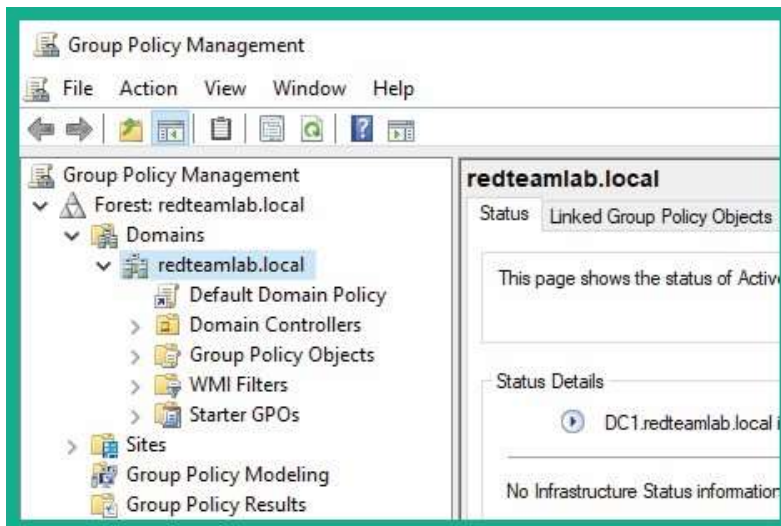 Group Policy Management
File Action View Window Help
Group Policy Management
Forest: redteamlab.local
Domains
redteamlab.local
Default Domain Policy
Domain Controllers
Group Policy Objects
WMI Filters
Starter GPOs
Sites
Group Policy Modeling
Group Policy Results
redteamlab.local
Status Linked Group Policy Objects
This page shows the status of Active
Status Details
DC1.redteamlab.local i
No Infrastructure Status information